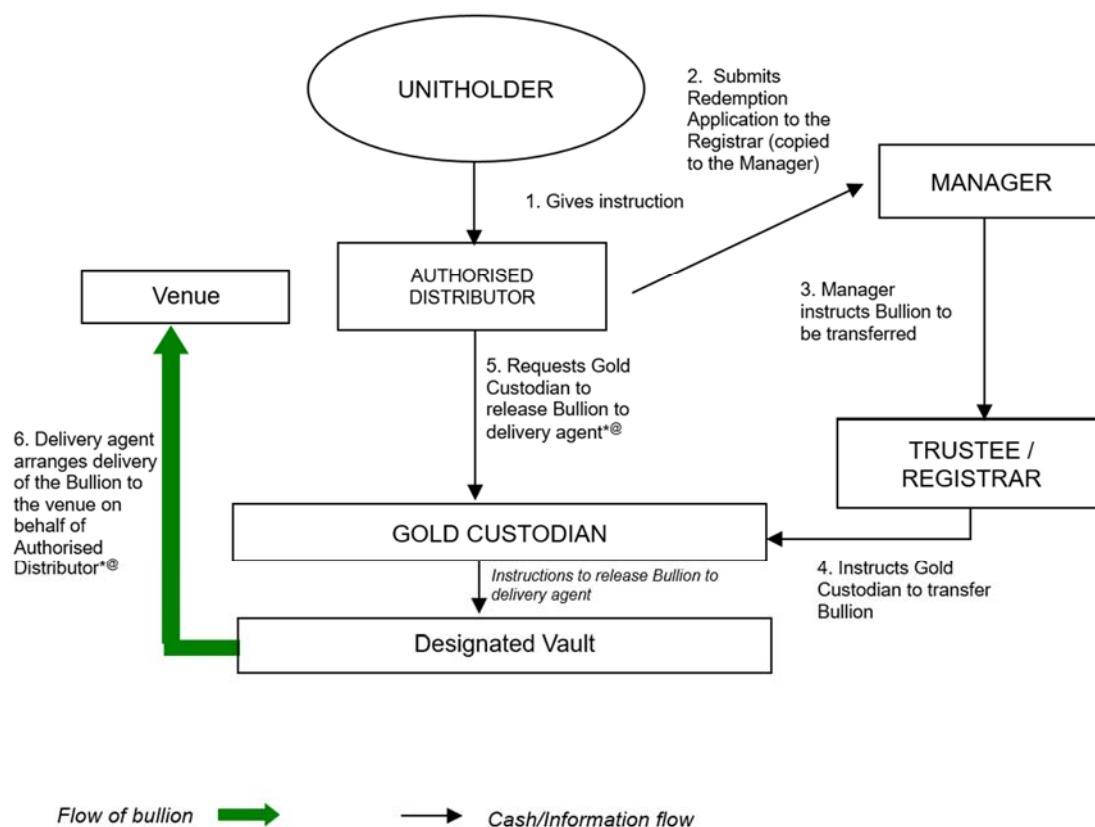 UNITHOLDER
2. Submits
Redemption
Application to the
Registrar (copied
to the Manager)
MANAGER
1. Gives instruction
AUTHORISED
DISTRIBUTOR
Venue
3. Manager
instructs Bullion to
be transferred
5. Requests Gold
Custodian to
release Bullion to
delivery agent*@
6. Delivery agent
arranges delivery
of the Bullion to
the venue on
behalf of
Authorised
Distributor*@
TRUSTEE /
REGISTRAR
GOLD CUSTODIAN
4. Instructs Gold
Custodian to transfer
Bullion
Instructions to release Bullion to
delivery agent
Designated Vault
Flow of bullion
Cash/Information flow